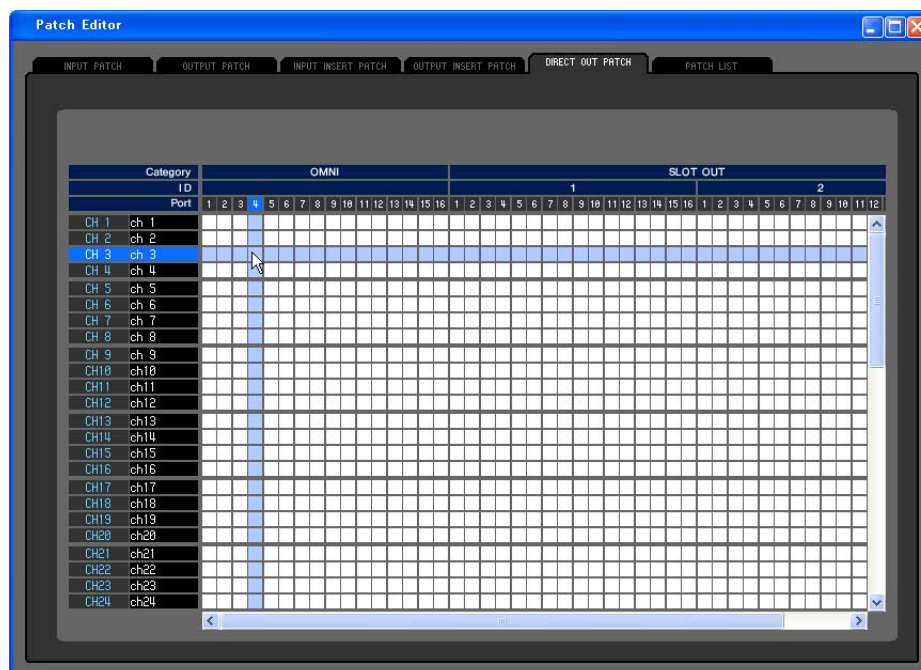 Patch Editor
INPUT PATCH OUTPUT PATCH INPUT INSERT PATCH OUTPUT INSERT PATCH DIRECT OUT PATCH PATCH LIST
Category OMNI SLOT OUT
ID 1 2
Port 1 2 3 4 5 6 7 8 9 10 11 12 13 14 15 16 1 2 3 4 5 6 7 8 9 10 11 12 13 14 15 16 1 2 3 4 5 6 7 8 9 10 11 12
CH 1 ch 1
CH 2 ch 2
CH 3 ch 3
CH 4 ch 4
CH 5 ch 5
CH 6 ch 6
CH 7 ch 7
CH 8 ch 8
CH 9 ch 9
CH10 ch10
CH11 ch11
CH12 ch12
CH13 ch13
CH14 ch14
CH15 ch15
CH16 ch16
CH17 ch17
CH18 ch18
CH19 ch19
CH20 ch20
CH21 ch21
CH22 ch22
CH23 ch23
CH24 ch24